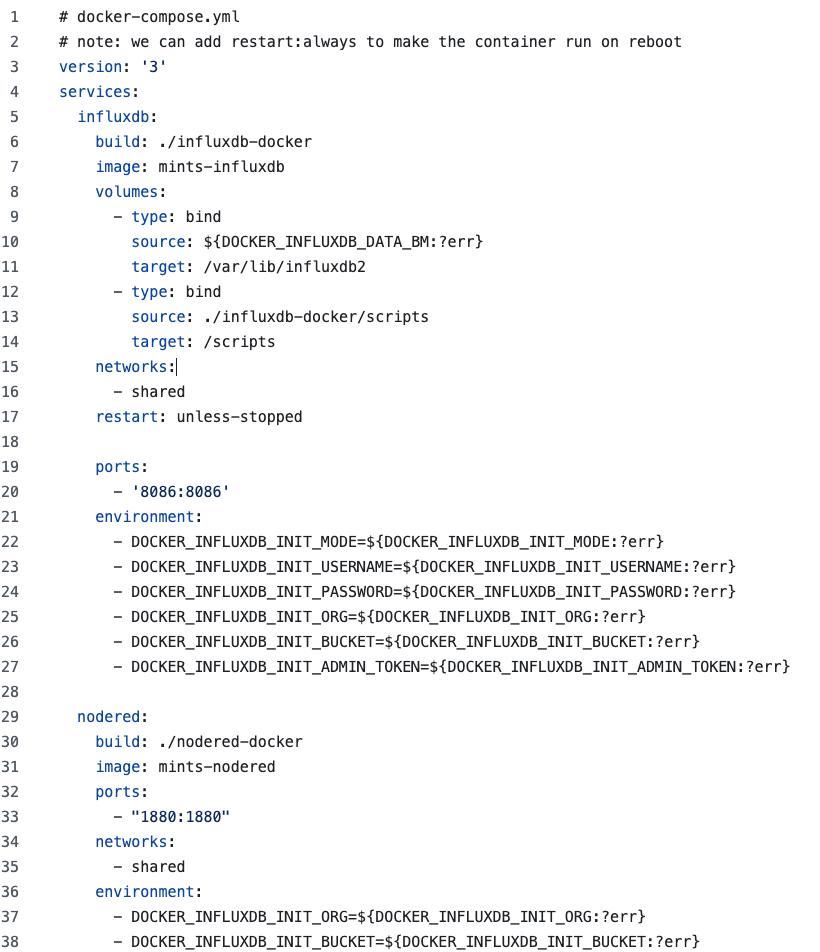 1 # docker-compose.yml
2 # note: we can add restart:always to make the container run on reboot
3 version: '3'
4 services:
5   influxdb:
6     build: ./influxdb-docker
7     image: mints-influxdb
8     volumes:
9       - type: bind
10         source: ${DOCKER_INFLUXDB_DATA_BM:?err}
11         target: /var/lib/influxdb2
12       - type: bind
13         source: ./influxdb-docker/scripts
14         target: /scripts
15     networks:
16       - shared
17     restart: unless-stopped
18
19     ports:
20       - '8086:8086'
21     environment:
22       - DOCKER_INFLUXDB_INIT_MODE=${DOCKER_INFLUXDB_INIT_MODE:?err}
23       - DOCKER_INFLUXDB_INIT_USERNAME=${DOCKER_INFLUXDB_INIT_USERNAME:?err}
24       - DOCKER_INFLUXDB_INIT_PASSWORD=${DOCKER_INFLUXDB_INIT_PASSWORD:?err}
25       - DOCKER_INFLUXDB_INIT_ORG=${DOCKER_INFLUXDB_INIT_ORG:?err}
26       - DOCKER_INFLUXDB_INIT_BUCKET=${DOCKER_INFLUXDB_INIT_BUCKET:?err}
27       - DOCKER_INFLUXDB_INIT_ADMIN_TOKEN=${DOCKER_INFLUXDB_INIT_ADMIN_TOKEN:?err}
28
29   nodered:
30     build: ./nodered-docker
31     image: mints-nodered
32     ports:
33       - "1880:1880"
34     networks:
35       - shared
36     environment:
37       - DOCKER_INFLUXDB_INIT_ORG=${DOCKER_INFLUXDB_INIT_ORG:?err}
38       - DOCKER_INFLUXDB_INIT_BUCKET=${DOCKER_INFLUXDB_INIT_BUCKET:?err}